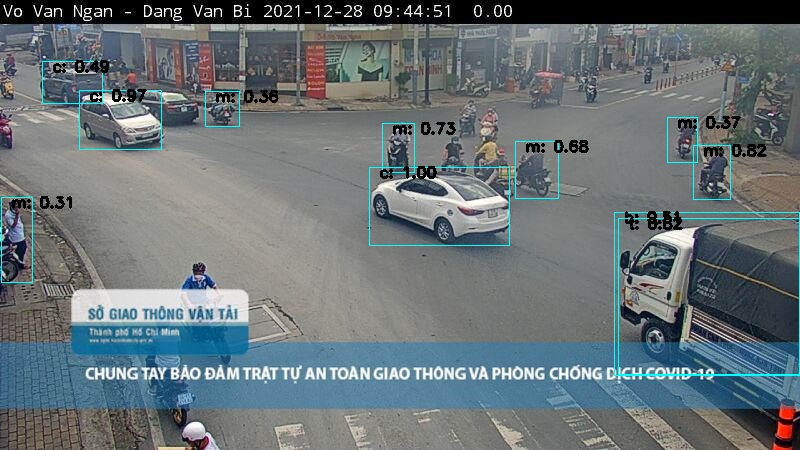 Vo Van Ngan - Dang Van Bi 2021-12-28 09:44:51 0.00
c: 0.49
c: 0.97
m: 0.36
m: 0.73
m: 0.37
m: 0.68
m: 0.82
c: 1.00
m: 0.31
SỞ GIAO THÔNG VẬN TẢI
Thành phố Hồ Chí Minh
CHUNG TAY BẢO ĐẢM TRẬT TỰ AN TOÀN GIAO THÔNG VÀ PHÒNG CHỐNG DỊCH COVID-19